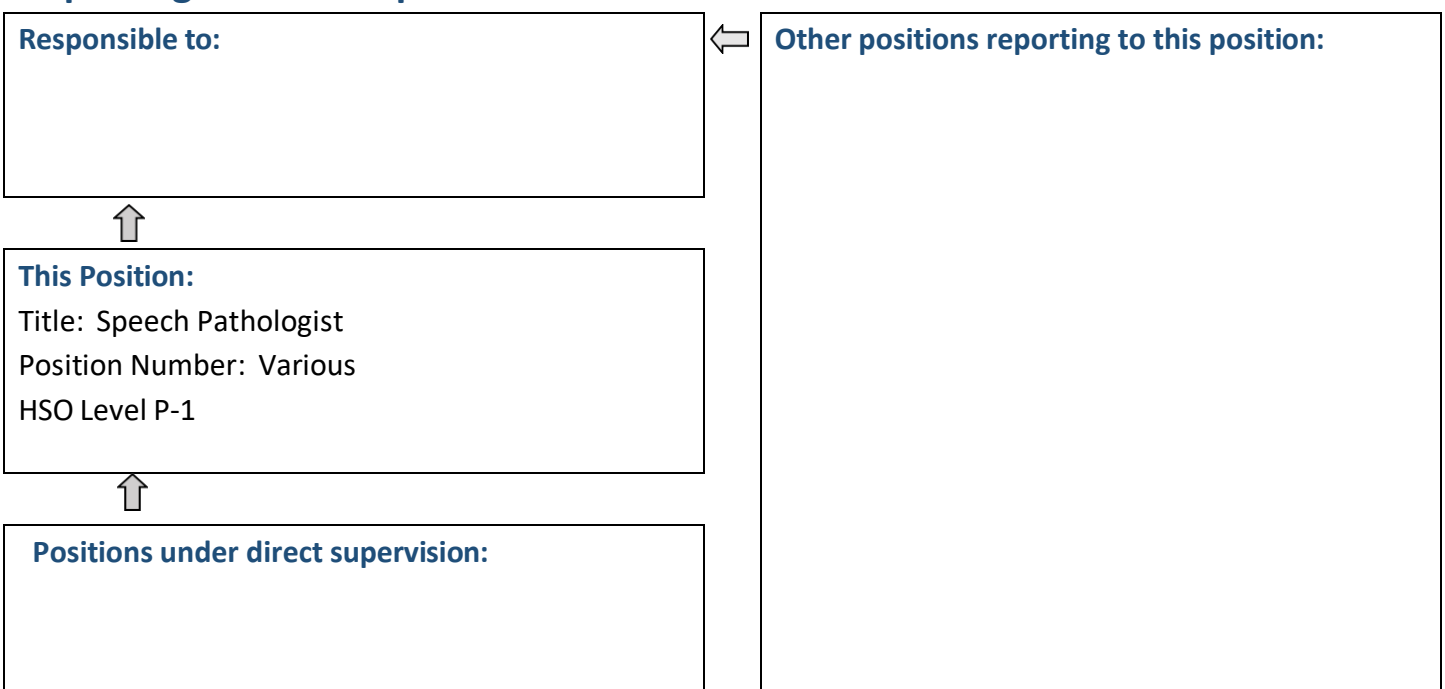 Responsible to:
This Position:
Title: Speech Pathologist
Position Number: Various
HSO Level P-1
Positions under direct supervision:
Other positions reporting to this position: